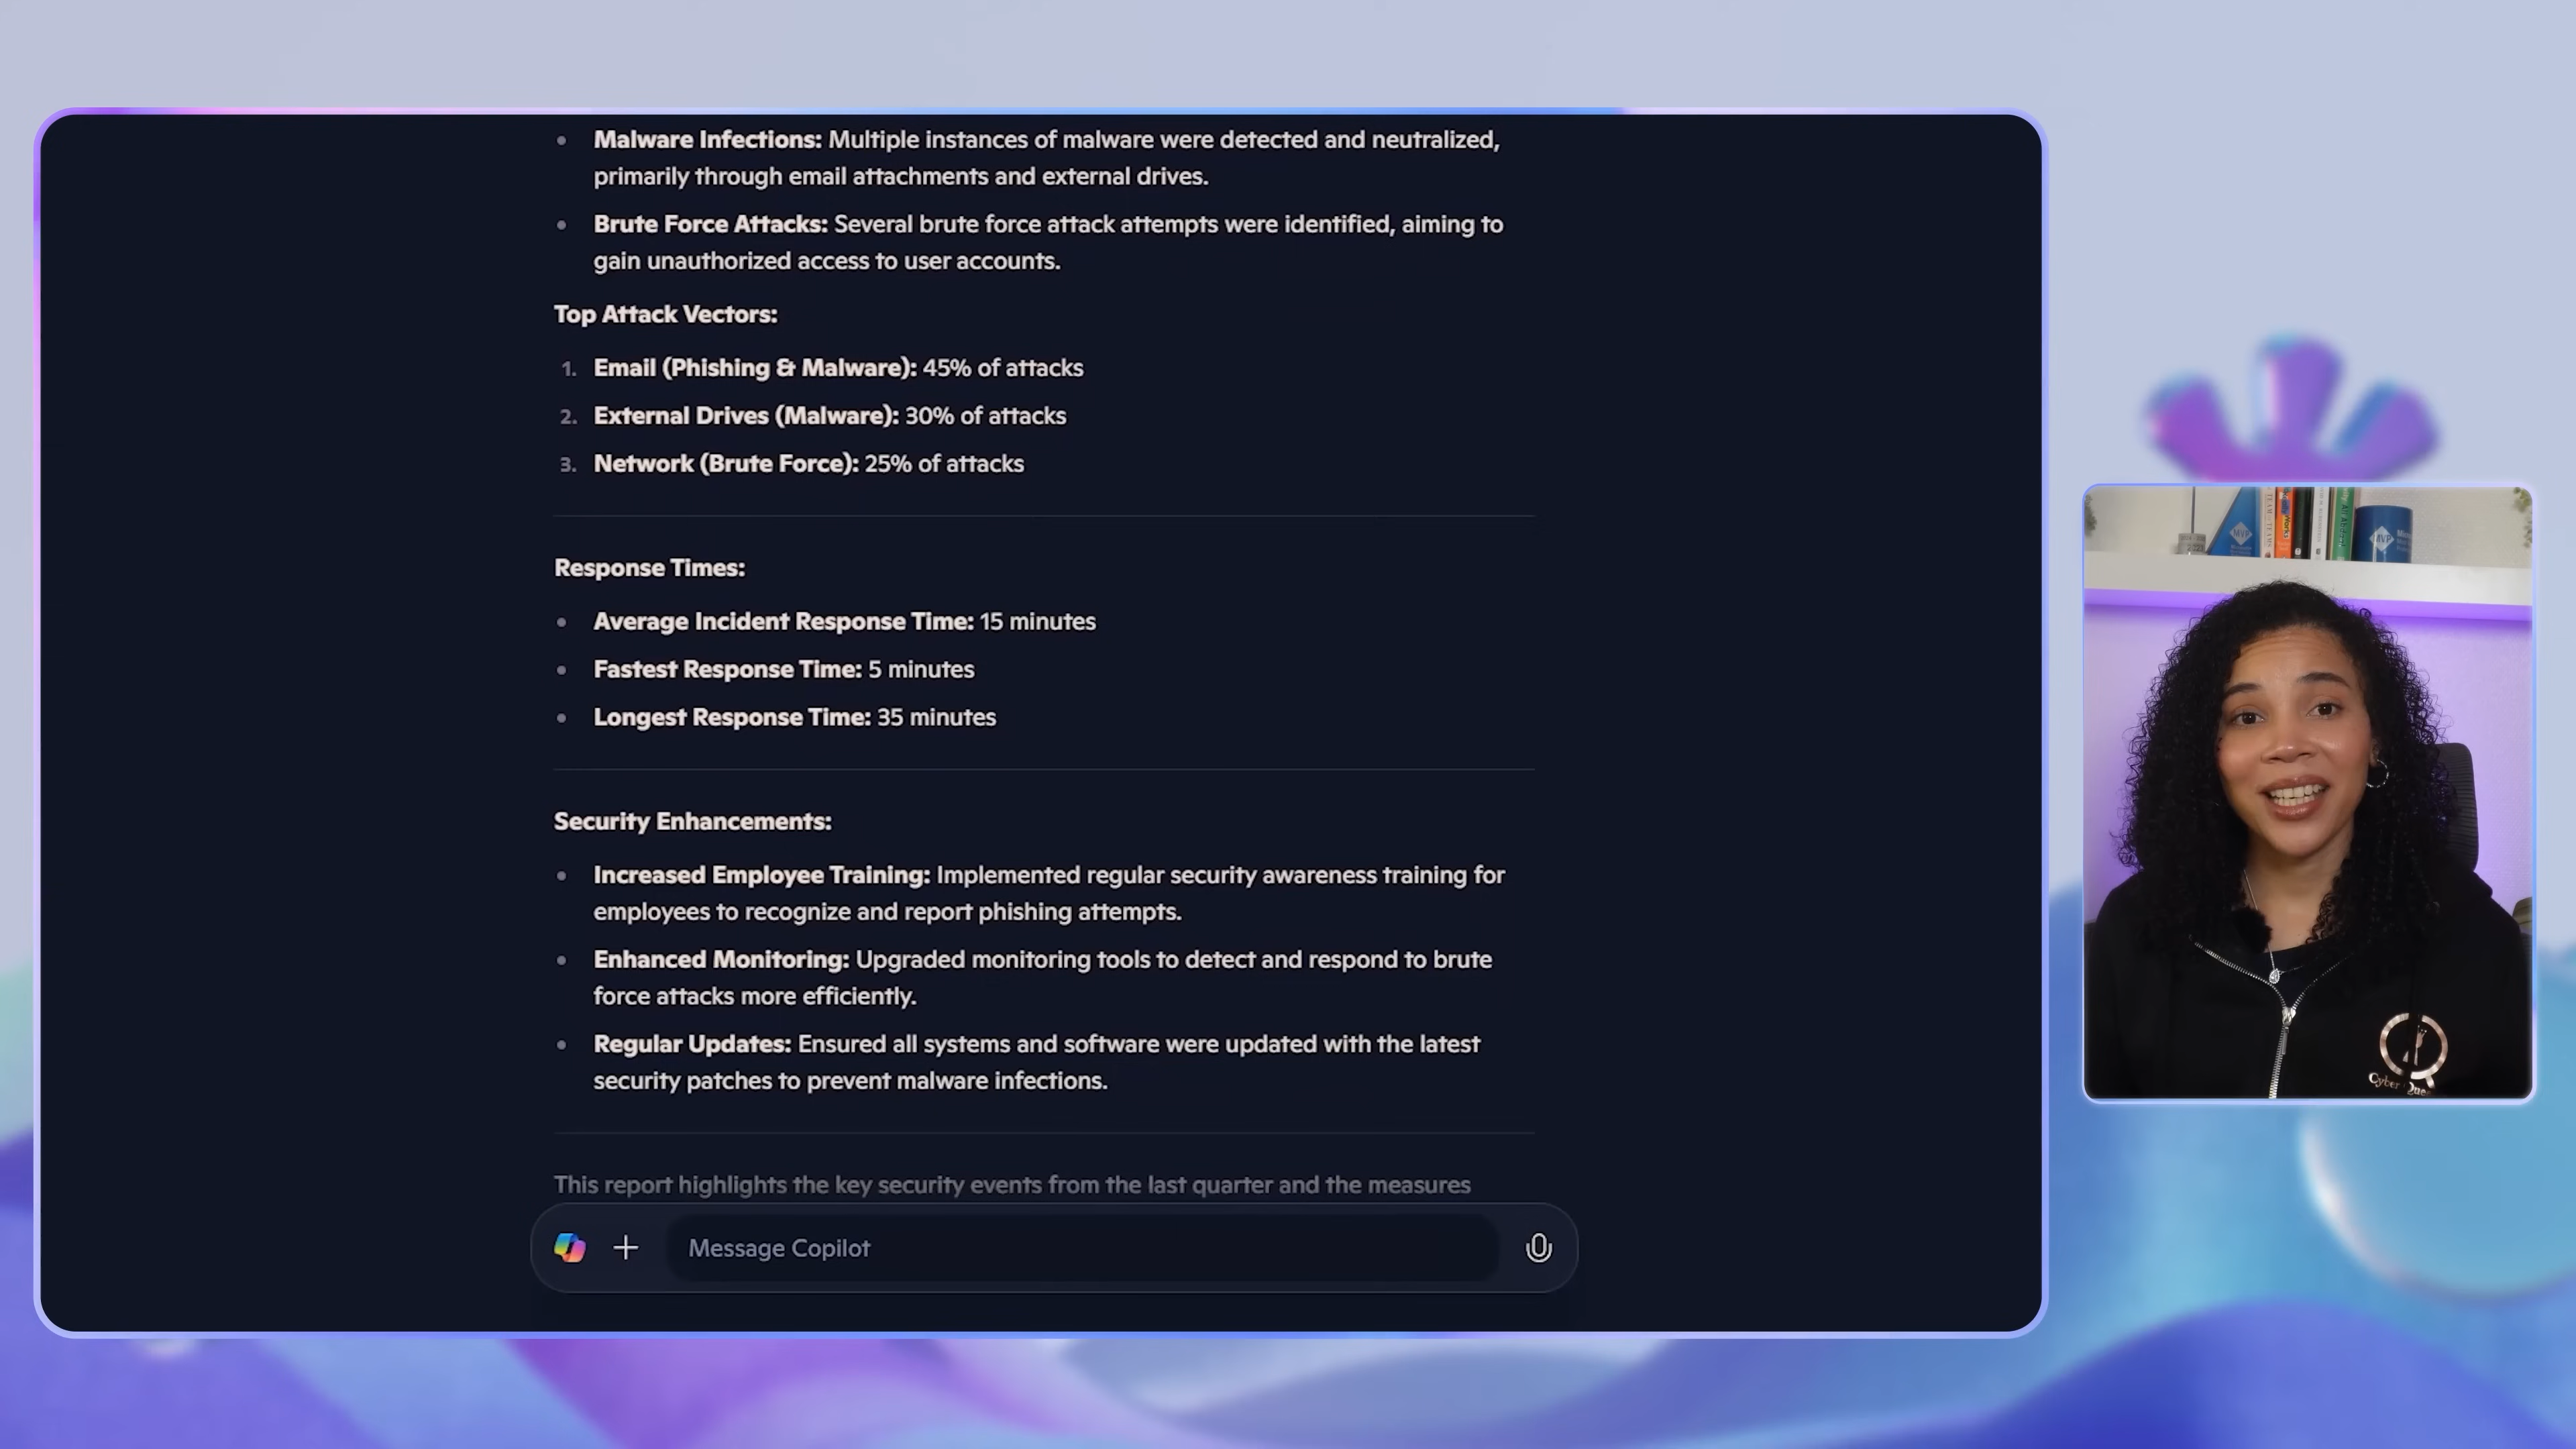 Malware Infections: Multiple instances of malware were detected and neutralized,
primarily through email attachments and external drives.
Brute Force Attacks: Several brute force attack attempts were identified, aiming to
gain unauthorized access to user accounts.
Top Attack Vectors:
1. Email (Phishing & Malware): 45% of attacks
2. External Drives (Malware): 30% of attacks
3. Network (Brute Force): 25% of attacks
Response Times:
Average Incident Response Time: 15 minutes
Fastest Response Time: 5 minutes
Longest Response Time: 35 minutes
Security Enhancements:
Increased Employee Training: Implemented regular security awareness training for
employees to recognize and report phishing attempts.
Enhanced Monitoring: Upgraded monitoring tools to detect and respond to brute
force attacks more efficiently.
Regular Updates: Ensured all systems and software were updated with the latest
security patches to prevent malware infections.
This report highlights the key security events from the last quarter and the measures
Message Copilot
MVP
MVP
Cyber